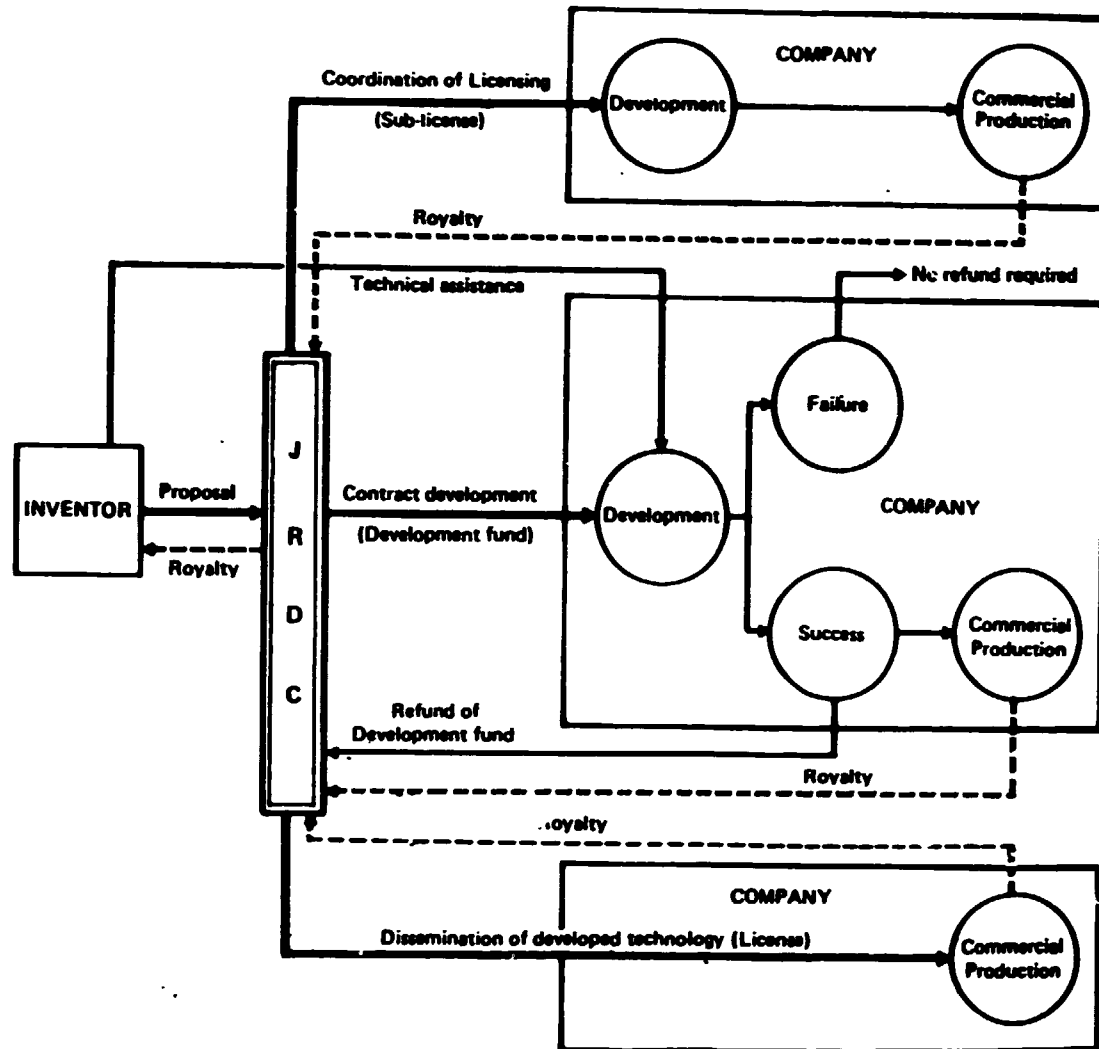 COMPANY
Coordination of Licensing
(Sub-license)
Development
Commercial
Production
Royalty
Technical assistance
No refund required
J
R
D
C
Failure
INVENTOR
Proposal
Royalty
Contract development
(Development fund)
Development
COMPANY
Success
Commercial
Production
Refund of
Development fund
Royalty
oyalty
COMPANY
Dissemination of developed technology (License)
Commercial
Production